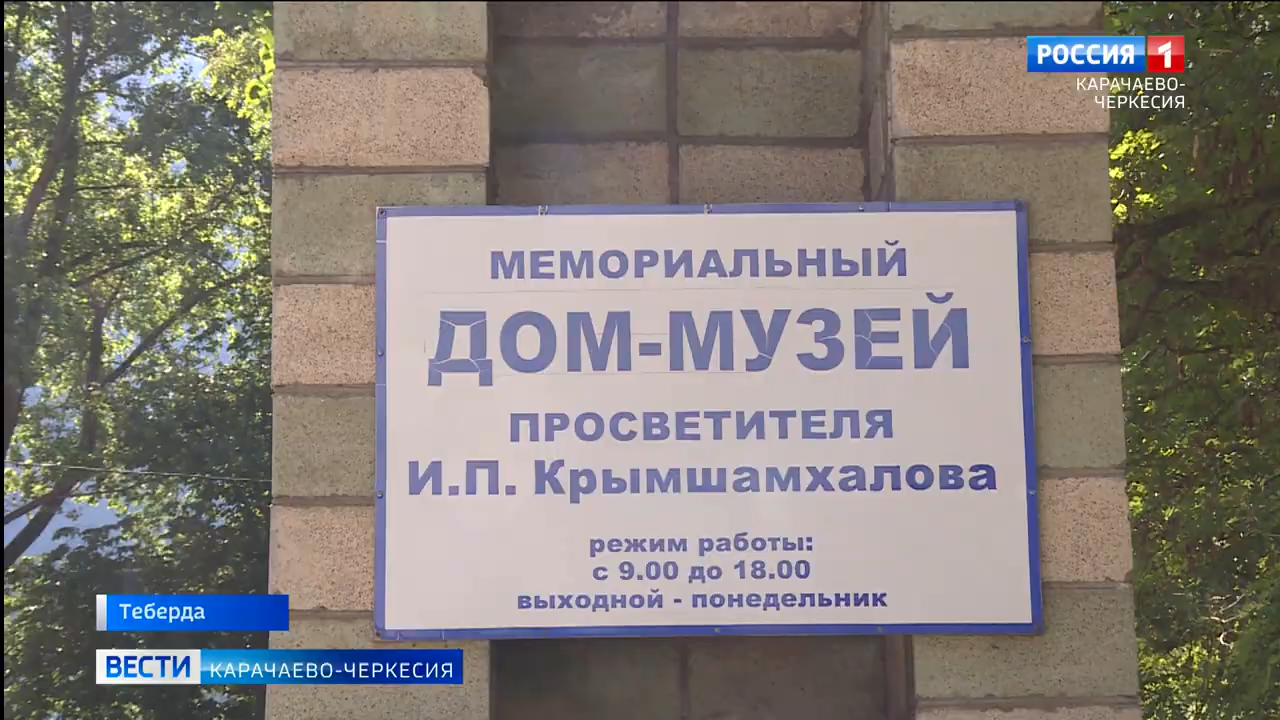 РОССИЯ 1
КАРАЧАЕВО-
ЧЕРКЕСИЯ
МЕМОРИАЛЬНЫЙ
ДОМ-МУЗЕЙ
ПРОСВЕТИТЕЛЯ
И.П. Крымшамхалова
режим работы:
с 9.00 до 18.00
выходной - понедельник
Теберда
ВЕСТИ КАРАЧАЕВО-ЧЕРКЕСИЯ